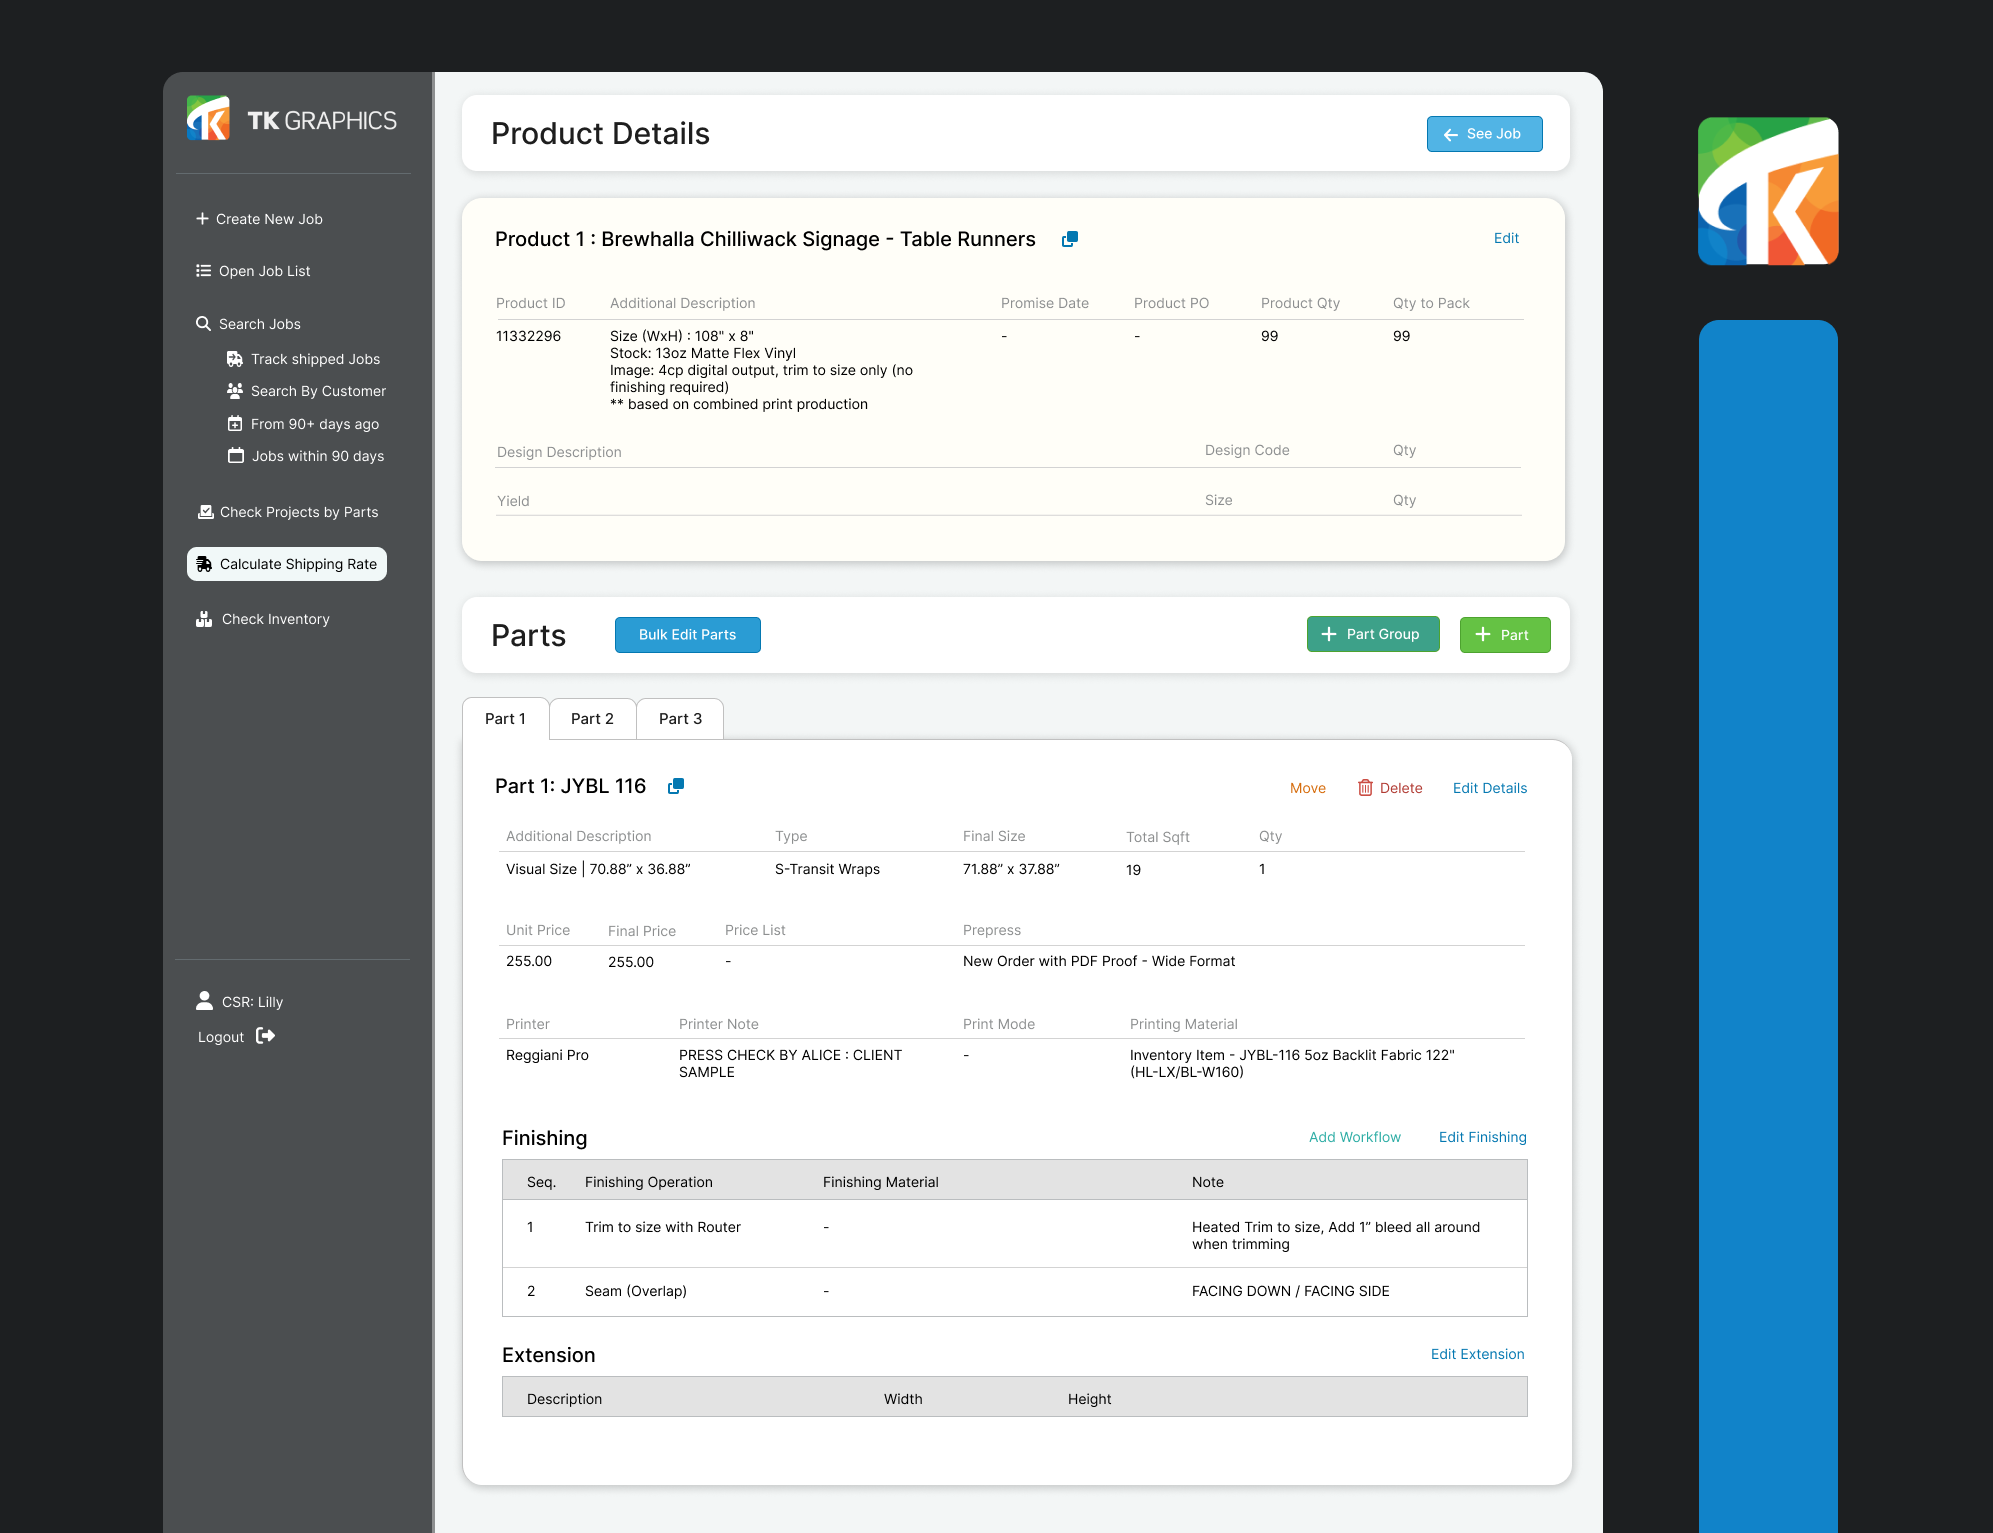 TK GRAPHICS
Create New Job
Open Job List
Search Jobs
Track shipped Jobs
Search By Customer
From 90+ days ago
Jobs within 90 days
Check Projects by Parts
Calculate Shipping Rate
Check Inventory
CSR: Lilly
Logout
Product Details
See Job
Product 1 : Brewhalla Chilliwack Signage - Table Runners
Edit
Product ID Additional Description Promise Date Product PO Product Qty Qty to Pack
11332296 Size (WxH) : 108" x 8" - - 99 99
Stock: 13oz Matte Flex Vinyl
Image: 4cp digital output, trim to size only (no
finishing required)
** based on combined print production
Design Description Design Code Qty
Yield Size Qty
Parts
Bulk Edit Parts
Part Group
Part
Part 1 Part 2 Part 3
Part 1: JYBL 116
Move Delete Edit Details
Additional Description Type Final Size Total Sqft Qty
Visual Size | 70.88” x 36.88” S-Transit Wraps 71.88” x 37.88” 19 1
Unit Price Final Price Price List Prepress
255.00 255.00 - New Order with PDF Proof - Wide Format
Printer Printer Note Print Mode Printing Material
Reggiani Pro PRESS CHECK BY ALICE : CLIENT - Inventory Item - JYBL-116 5oz Backlit Fabric 122"
SAMPLE (HL-LX/BL-W160)
Finishing Add Workflow Edit Finishing
Seq. Finishing Operation Finishing Material Note
1 Trim to size with Router - Heated Trim to size, Add 1” bleed all around
when trimming
2 Seam (Overlap) - FACING DOWN / FACING SIDE
Extension Edit Extension
Description Width Height
TK